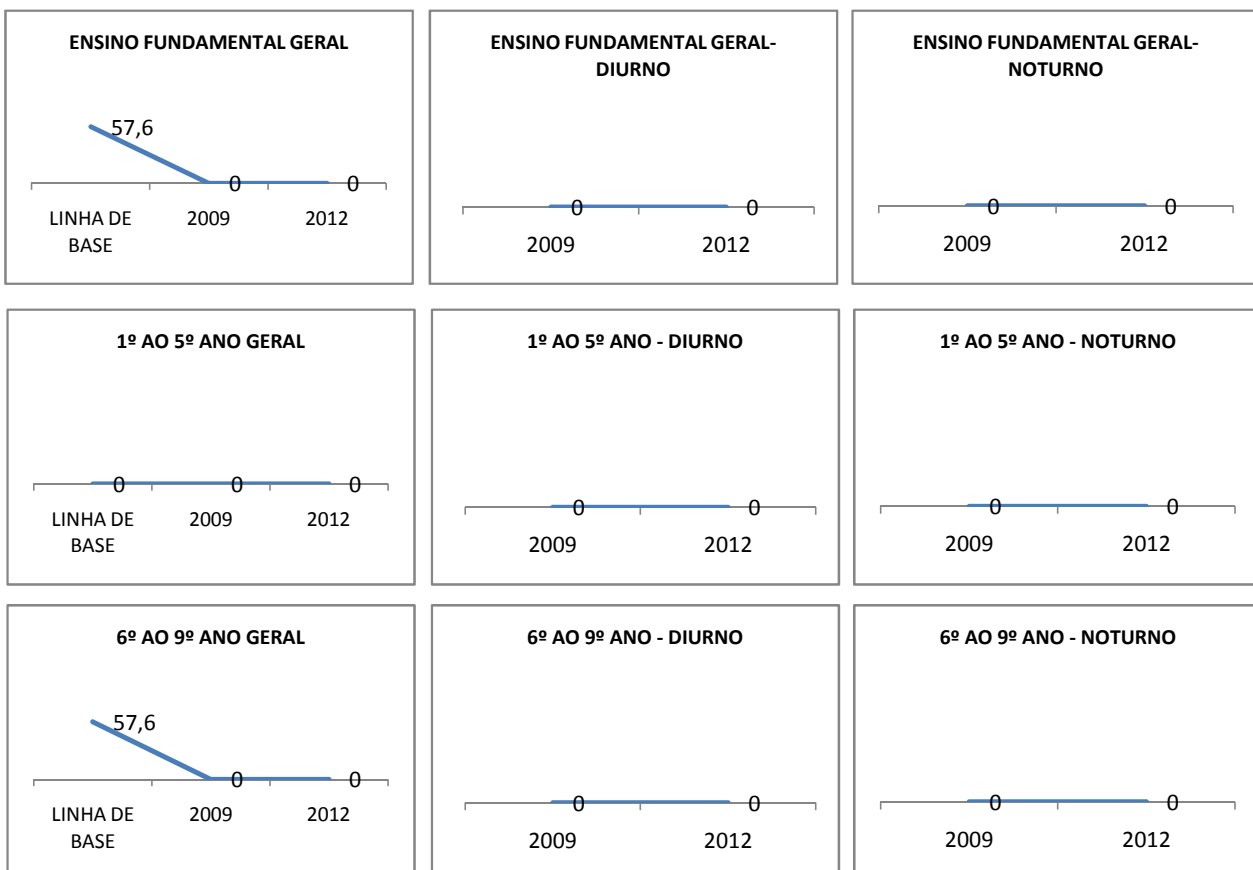 ENSINO FUNDAMENTAL GERAL
57,6
0
0
LINHA DE
BASE
2009
2012
ENSINO FUNDAMENTAL GERAL-
DIURNO
0
0
2009
2012
ENSINO FUNDAMENTAL GERAL-
NOTURNO
0
0
2009
2012
1º AO 5º ANO GERAL
0
0
0
LINHA DE
BASE
2009
2012
1º AO 5º ANO - DIURNO
0
0
2009
2012
1º AO 5º ANO - NOTURNO
0
0
2009
2012
6º AO 9º ANO GERAL
57,6
0
0
LINHA DE
BASE
2009
2012
6º AO 9º ANO - DIURNO
0
0
2009
2012
6º AO 9º ANO - NOTURNO
0
0
2009
2012